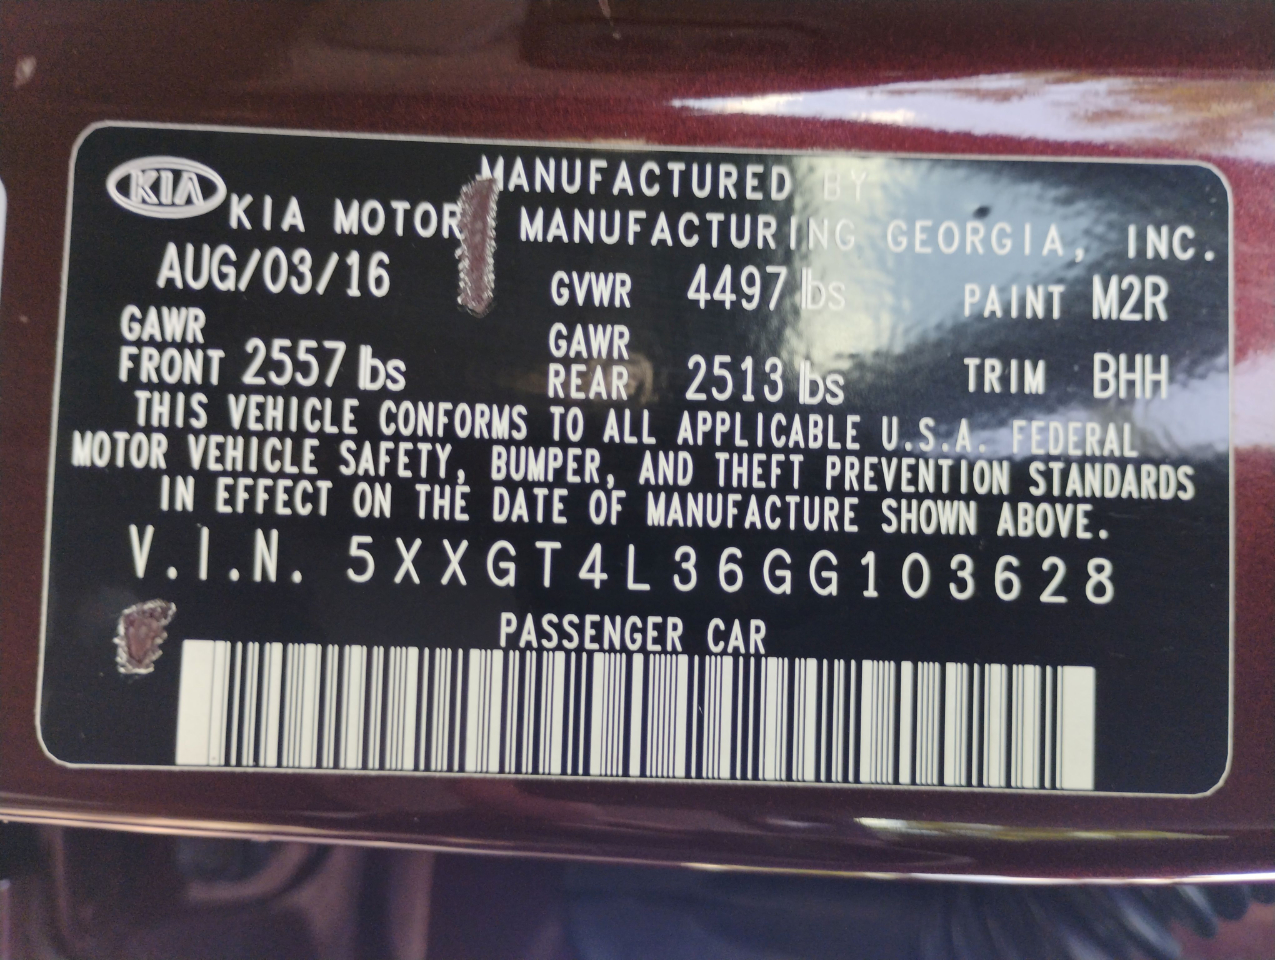 KIA
MANUFACTURED BY
KIA MOTOR MANUFACTURING GEORGIA, INC.
AUG/03/16 GVWR 4497 lbs PAINT M2R
GAWR FRONT 2557 lbs GAWR REAR 2513 lbs TRIM BHH
THIS VEHICLE CONFORMS TO ALL APPLICABLE U.S.A. FEDERAL
MOTOR VEHICLE SAFETY, BUMPER, AND THEFT PREVENTION STANDARDS
IN EFFECT ON THE DATE OF MANUFACTURE SHOWN ABOVE.
V.I.N. 5XXGT4L36GG103628
PASSENGER CAR